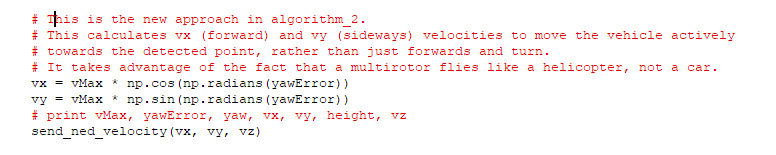 # This is the new approach in algorithm_2.
# This calculates vx (forward) and vy (sideways) velocities to move the vehicle actively
# towards the detected point, rather than just forwards and turn.
# It takes advantage of the fact that a multirotor flies like a helicopter, not a car.
vx = vMax * np.cos(np.radians(yawError))
vy = vMax * np.sin(np.radians(yawError))
# print vMax, yawError, yaw, vx, vy, height, vz
send_ned_velocity(vx, vy, vz)